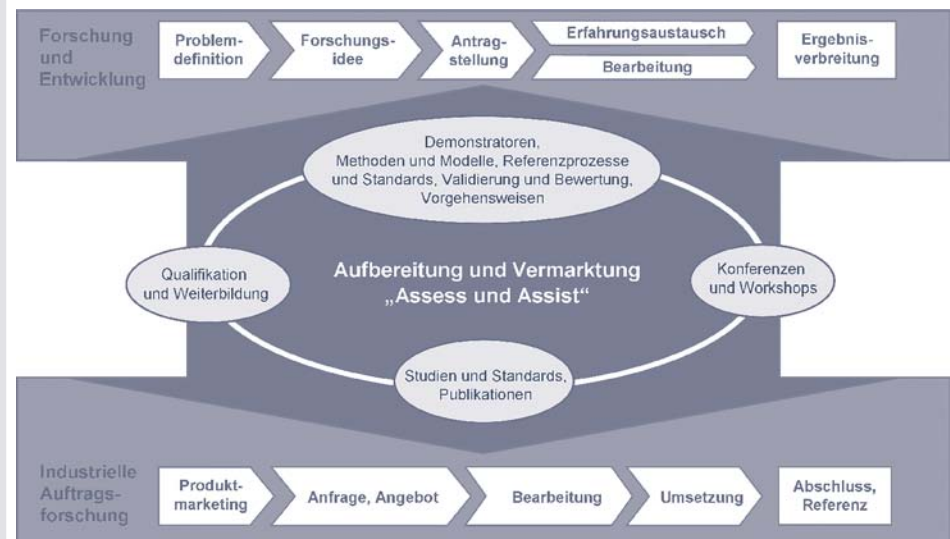 Forschung
und
Entwicklung
Problem-
definition
Forschungs-
idee
Antrag-
stellung
Erfahrungsaustausch
Bearbeitung
Ergebnis-
verbreitung
Demonstratoren,
Methoden und Modelle, Referenzprozesse
und Standards, Validierung und Bewertung,
Vorgehensweisen
Qualifikation
und Weiterbildung
Aufbereitung und Vermarktung
„Assess und Assist“
Konferenzen
und Workshops
Studien und Standards,
Publikationen
Industrielle
Auftrags-
forschung
Produkt-
marketing
Anfrage, Angebot
Bearbeitung
Umsetzung
Abschluss,
Referenz